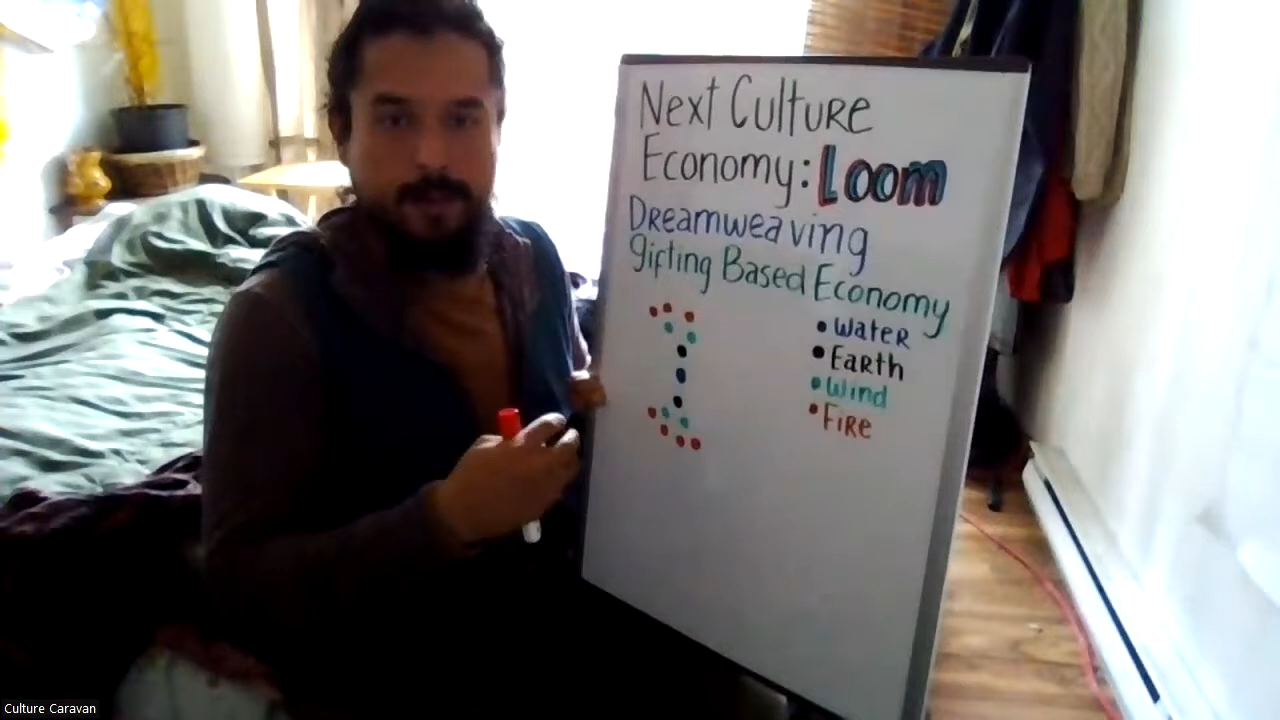 Next Culture
Economy: Loom
Dreamweaving
gifting Based Economy
• Water
• Earth
• Wind
• Fire
Culture Caravan